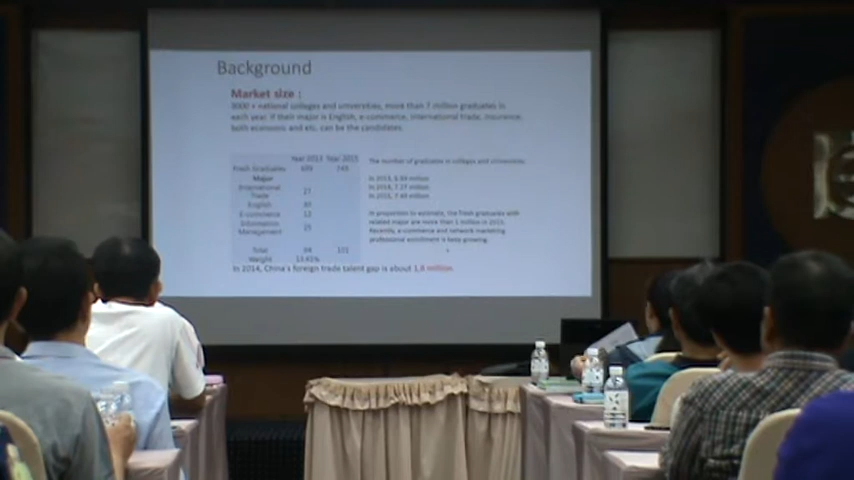 Background
Market size :
3000 + national colleges and universities, more than 7 million graduates in
each year. If their major is English, e-commerce, international trade, insurance,
both economic and etc. can be the candidates.
Year 2013 Year 2015
Fresh Graduates 699 749
Major
International
Trade 27
English 30
E-commerce 12
Information
Management 25
Total 94 101
Weight 13.45%
The number of graduates in colleges and universities
In 2013, 6.99 million
In 2014, 7.27 million
In 2015, 7.49 million
In proportion to estimate, the fresh graduates with
related major are more than 1 million in 2015.
Recently, e-commerce and network marketing
professional enrollment is keep growing.
In 2014, China's foreign trade talent gap is about 1.8 million.